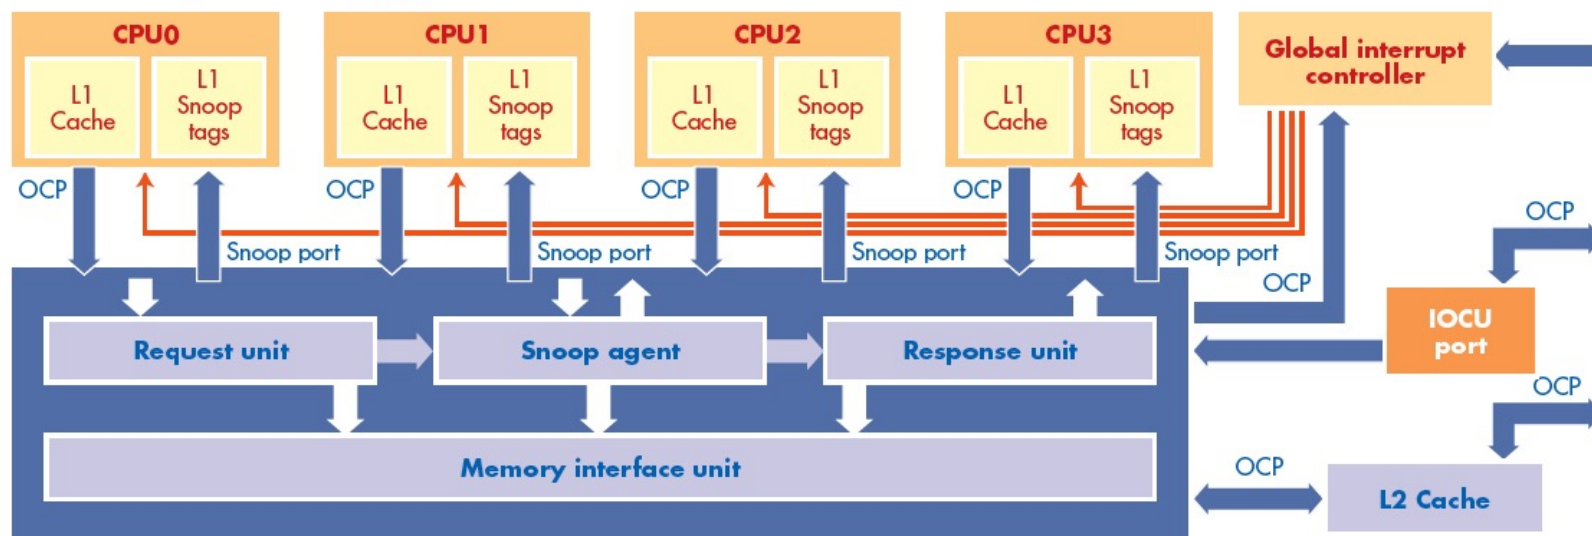 CPU0
L1
Cache
L1
Snoop
tags
CPU1
L1
Cache
L1
Snoop
tags
CPU2
L1
Cache
L1
Snoop
tags
CPU3
L1
Cache
L1
Snoop
tags
Global interrupt
controller
OCP
OCP
OCP
OCP
Snoop port
Snoop port
Snoop port
Snoop port
OCP
OCP
Request unit
Snoop agent
Response unit
IOCU
port
OCP
Memory interface unit
OCP
L2 Cache